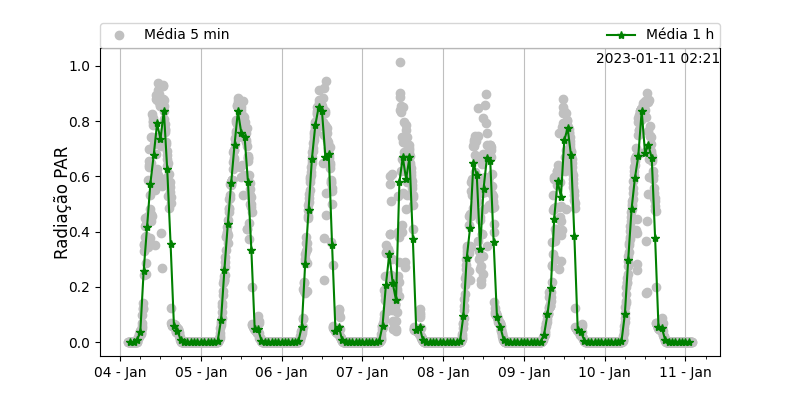 Média 5 min
Média 1 h
2023-01-11 02:21
Radiação PAR
1.0
0.8
0.6
0.4
0.2
0.0
04 - Jan
05 - Jan
06 - Jan
07 - Jan
08 - Jan
09 - Jan
10 - Jan
11 - Jan